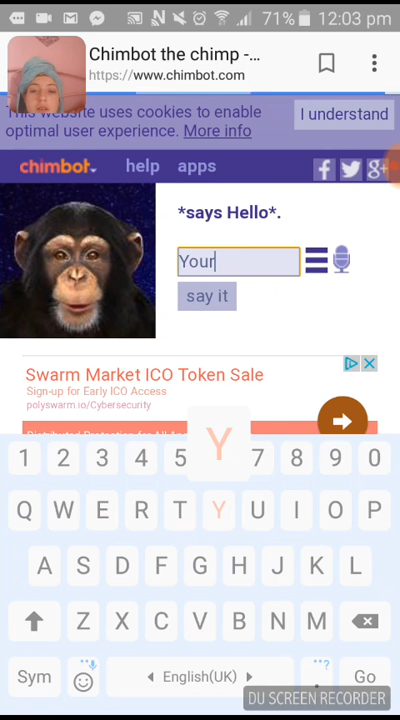 71% 12:03 pm
Chimbot the chimp -...
https://www.chimbot.com
This website uses cookies to enable
optimal user experience. More info
I understand
chimbot help apps
f g+
*says Hello*.
Your
say it
Swarm Market ICO Token Sale
Sign-up for Early ICO Access
polyswarm.io/Cybersecurity
Y
1 2 3 4 5 7 8 9 0
Q W E R T Y U I O P
A S D F G H J K L
Z X C V B N M
Sym English(UK) Go
DU SCREEN RECORDER